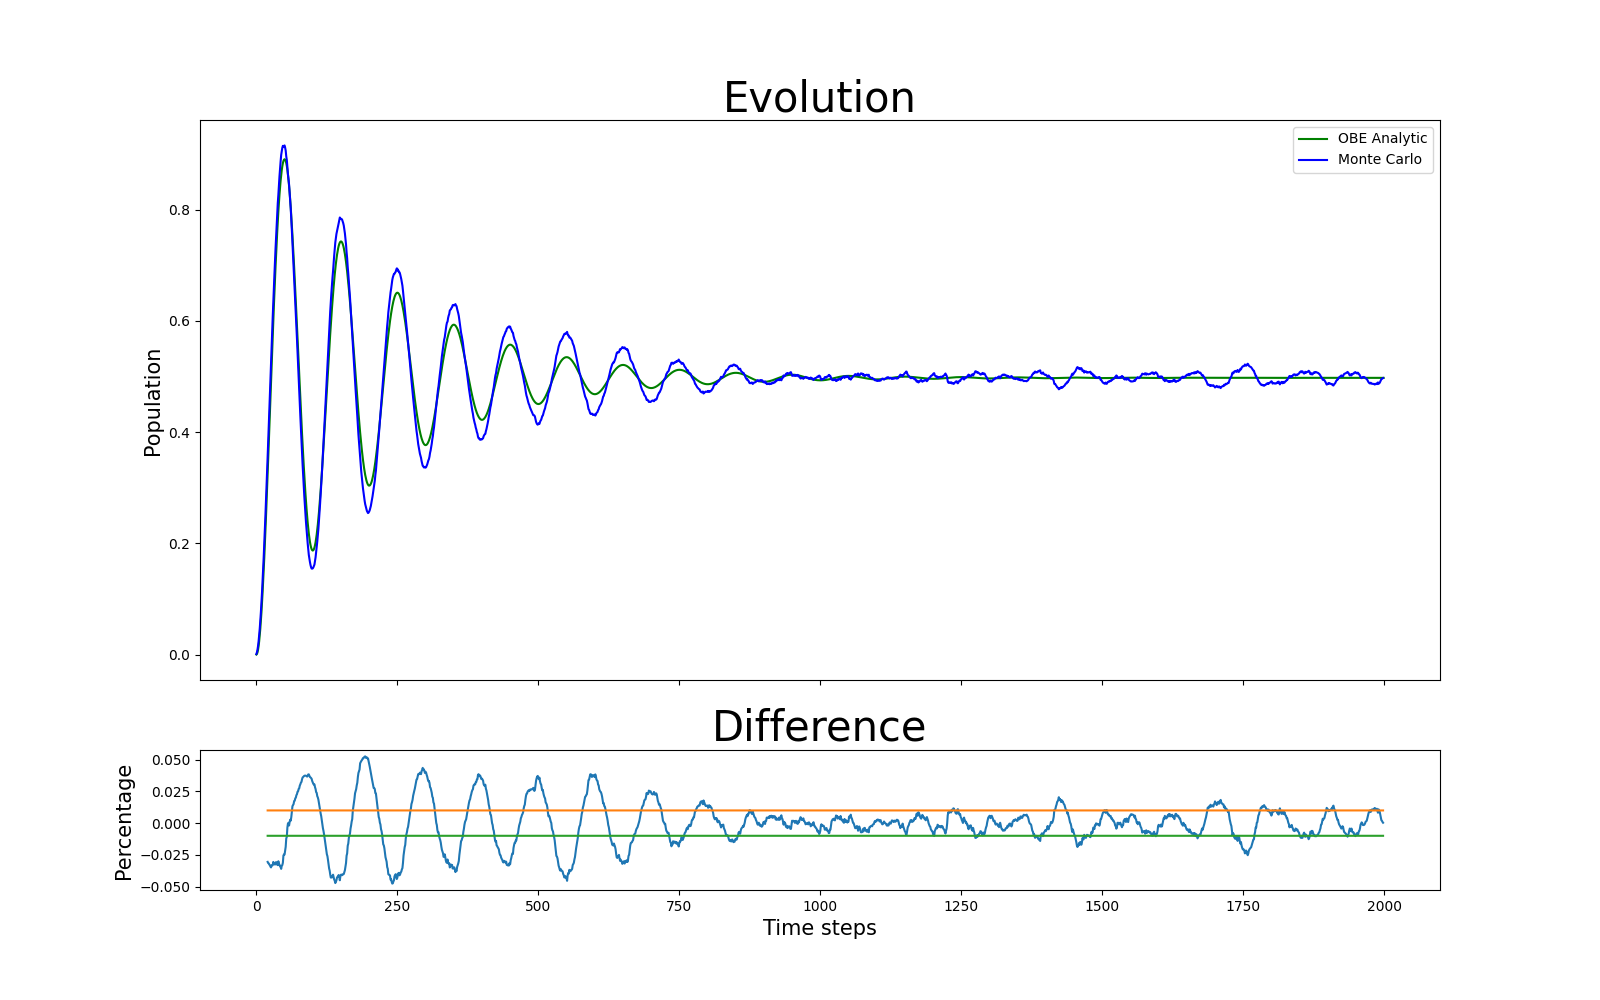 Evolution
OBE Analytic
Monte Carlo
Population
0.8
0.6
0.4
0.2
0.0
Difference
Percentage
0.050
0.025
0.000
−0.025
−0.050
0 250 500 750 1000 1250 1500 1750 2000
Time steps